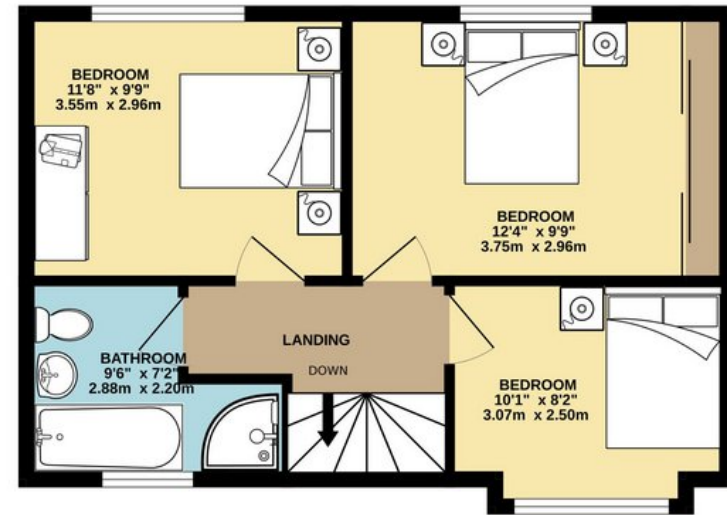 BEDROOM
11'8" x 9'9"
3.55m x 2.96m
BEDROOM
12'4" x 9'9"
3.75m x 2.96m
LANDING
DOWN
BATHROOM
9'6" x 7'2"
2.88m x 2.20m
BEDROOM
10'1" x 8'2"
3.07m x 2.50m